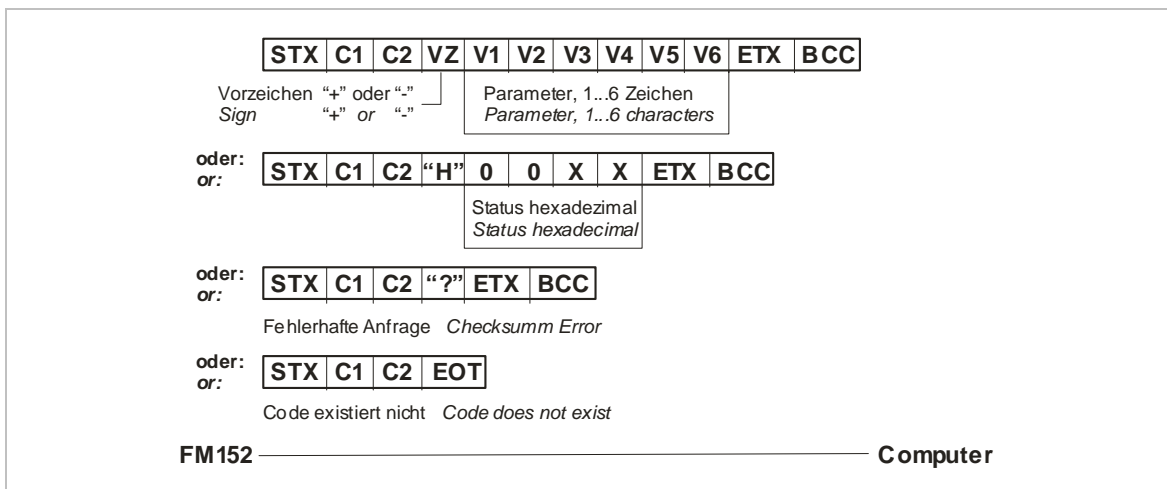 STX C1 C2 VZ V1 V2 V3 V4 V5 V6 ETX BCC
Vorzeichen “+” oder “-”
Sign “+” or “-”
Parameter, 1...6 Zeichen
Parameter, 1...6 characters
oder:
or:
STX C1 C2 “H” 0 0 X X ETX BCC
Status hexadezimal
Status hexadecimal
oder:
or:
STX C1 C2 “?” ETX BCC
Fehlerhafte Anfrage Checksumm Error
oder:
or:
STX C1 C2 EOT
Code existiert nicht Code does not exist
FM152 Computer